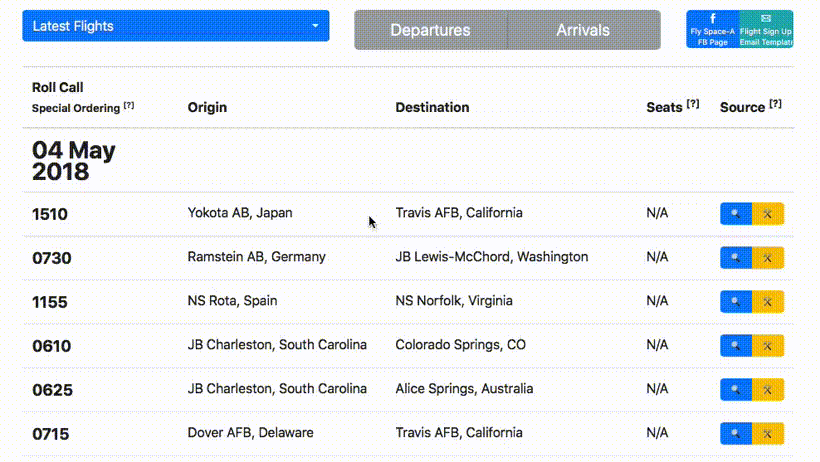 Latest Flights
Departures
Arrivals
Fly Space-A
FB Page
Flight Sign Up
Email Template
Roll Call
Special Ordering [?]
Origin
Destination
Seats [?]
Source [?]
04 May
2018
1510 Yokota AB, Japan Travis AFB, California N/A
0730 Ramstein AB, Germany JB Lewis-McChord, Washington N/A
1155 NS Rota, Spain NS Norfolk, Virginia N/A
0610 JB Charleston, South Carolina Colorado Springs, CO N/A
0625 JB Charleston, South Carolina Alice Springs, Australia N/A
0715 Dover AFB, Delaware Travis AFB, California N/A